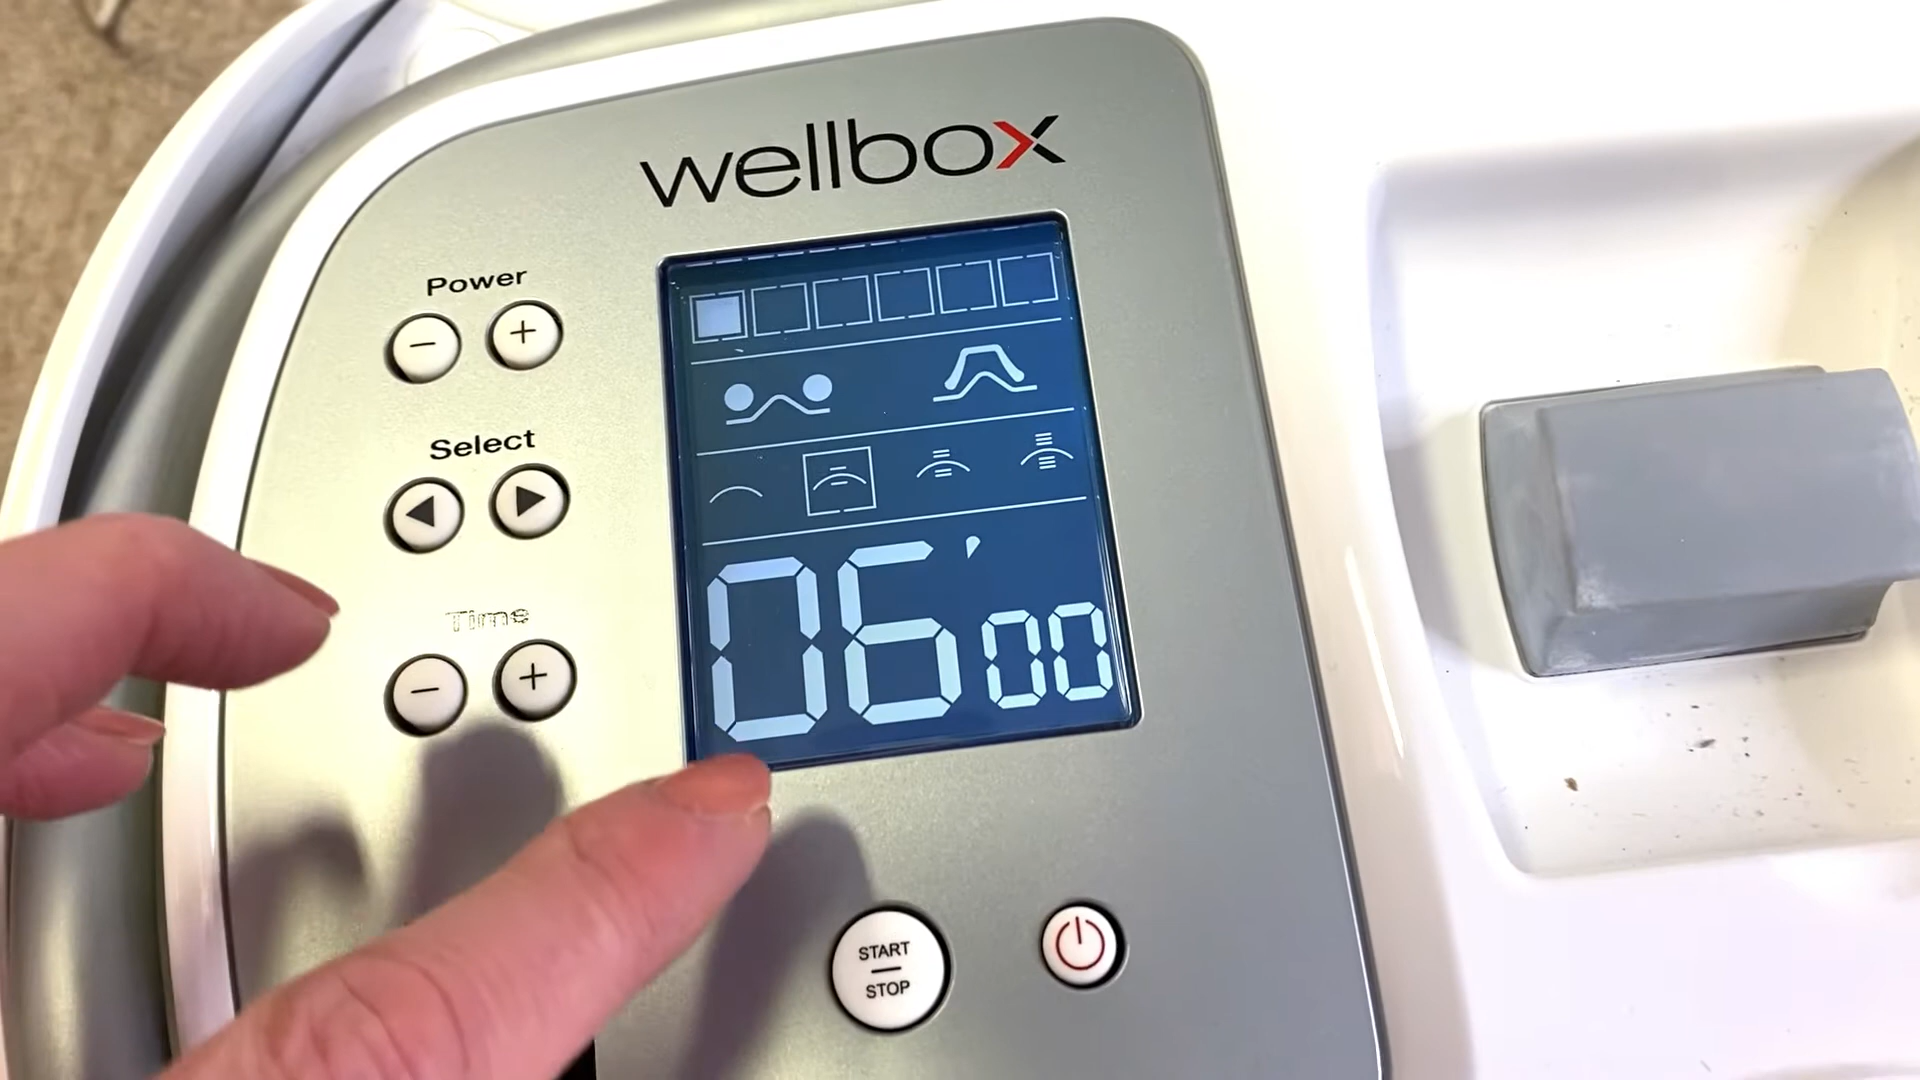 wellbox
Power
− +
Select
Time
− +
06'00
START
STOP